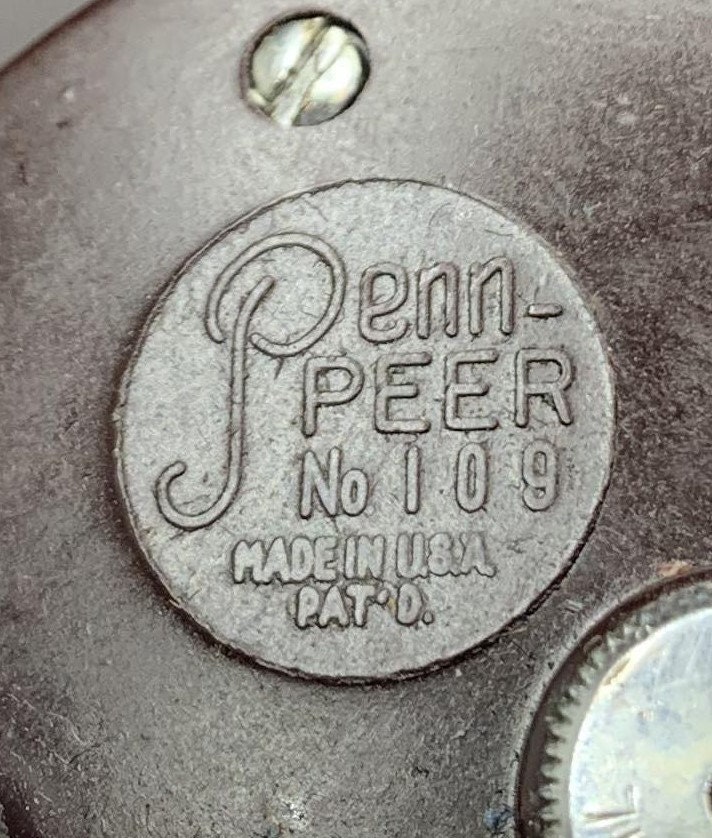 Penn-
PEER
No 109
MADE IN U.S.A.
PAT'D.